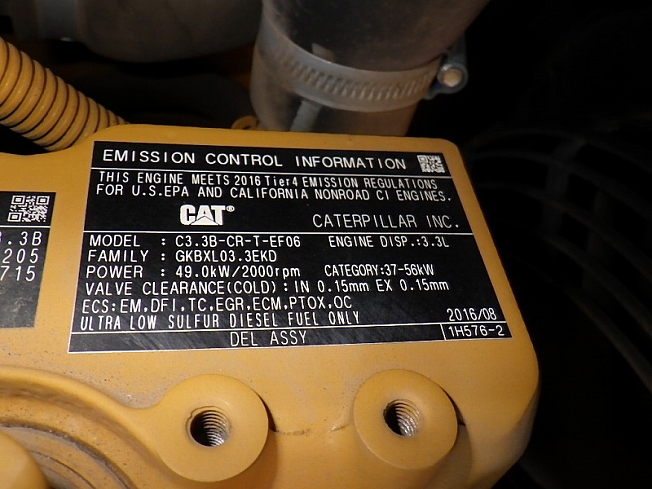 EMISSION CONTROL INFORMATION
THIS ENGINE MEETS 2016 Tier4 EMISSION REGULATIONS
FOR U.S.EPA AND CALIFORNIA NONROAD CI ENGINES.
CAT® CATERPILLAR INC.
MODEL : C3.3B-CR-T-EF06 ENGINE DISP.:3.3L
FAMILY : GKBXL03.3EKD
POWER : 49.0kW/2000rpm CATEGORY:37-56kW
VALVE CLEARANCE(COLD) : IN 0.15mm EX 0.15mm
ECS:EM,DFI,TC,EGR,ECM,PTOX,OC
ULTRA LOW SULFUR DIESEL FUEL ONLY 2016/08
DEL ASSY 1H576-2
.3B
205
715